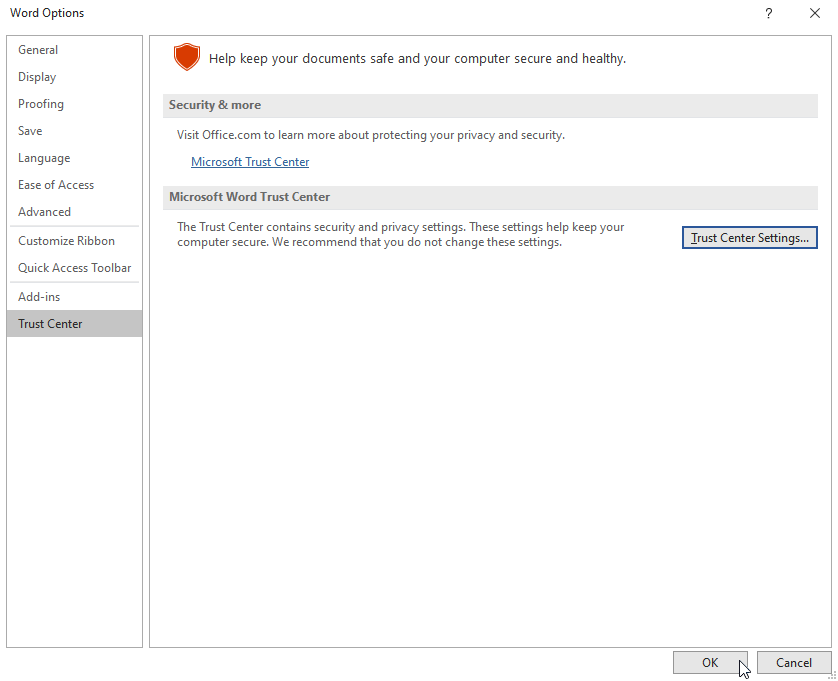 Word Options
?
General
Display
Proofing
Save
Language
Ease of Access
Advanced
Customize Ribbon
Quick Access Toolbar
Add-ins
Trust Center
Help keep your documents safe and your computer secure and healthy.
Security & more
Visit Office.com to learn more about protecting your privacy and security.
Microsoft Trust Center
Microsoft Word Trust Center
The Trust Center contains security and privacy settings. These settings help keep your
computer secure. We recommend that you do not change these settings.
Trust Center Settings...
OK
Cancel